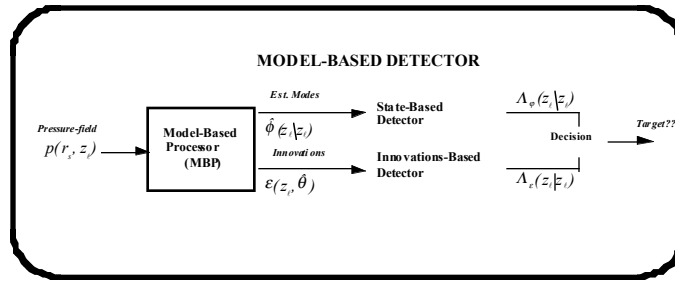 MODEL-BASED DETECTOR
Est. Modes
Pressure-field
p(r_s, z_ℓ)
Model-Based
Processor
(MBP)
ϕ̂(z_ℓ|z_ℓ)
Innovations
ε(z_ℓ, θ̂)
State-Based
Detector
Innovations-Based
Detector
Λ_φ(z_ℓ|z_ℓ)
Decision
Λ_ε(z_ℓ|z_ℓ)
Target??